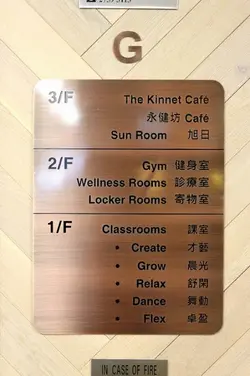 G
3/F The Kinnet Café
永健坊 Café
Sun Room 旭日
2/F Gym 健身室
Wellness Rooms 診療室
Locker Rooms 寄物室
1/F Classrooms 課室
• Create 才藝
• Grow 晨光
• Relax 舒閑
• Dance 舞動
• Flex 卓盈
IN CASE OF FIRE